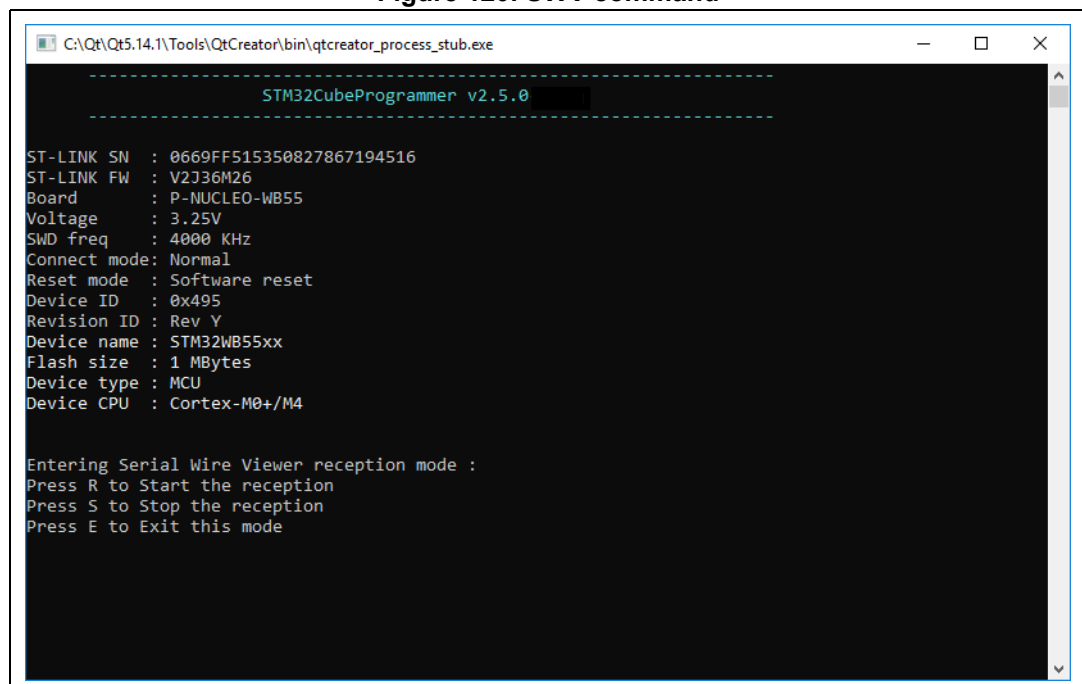 C:\Qt\Qt5.14.1\Tools\QtCreator\bin\qtcreator_process_stub.exe
-------------------------------------------------------------------
STM32CubeProgrammer v2.5.0
-------------------------------------------------------------------
ST-LINK SN  : 0669FF515350827867194516
ST-LINK FW  : V2J36M26
Board       : P-NUCLEO-WB55
Voltage     : 3.25V
SWD freq    : 4000 KHz
Connect mode: Normal
Reset mode  : Software reset
Device ID   : 0x495
Revision ID : Rev Y
Device name : STM32WB55xx
Flash size  : 1 MBytes
Device type : MCU
Device CPU  : Cortex-M0+/M4
Entering Serial Wire Viewer reception mode :
Press R to Start the reception
Press S to Stop the reception
Press E to Exit this mode